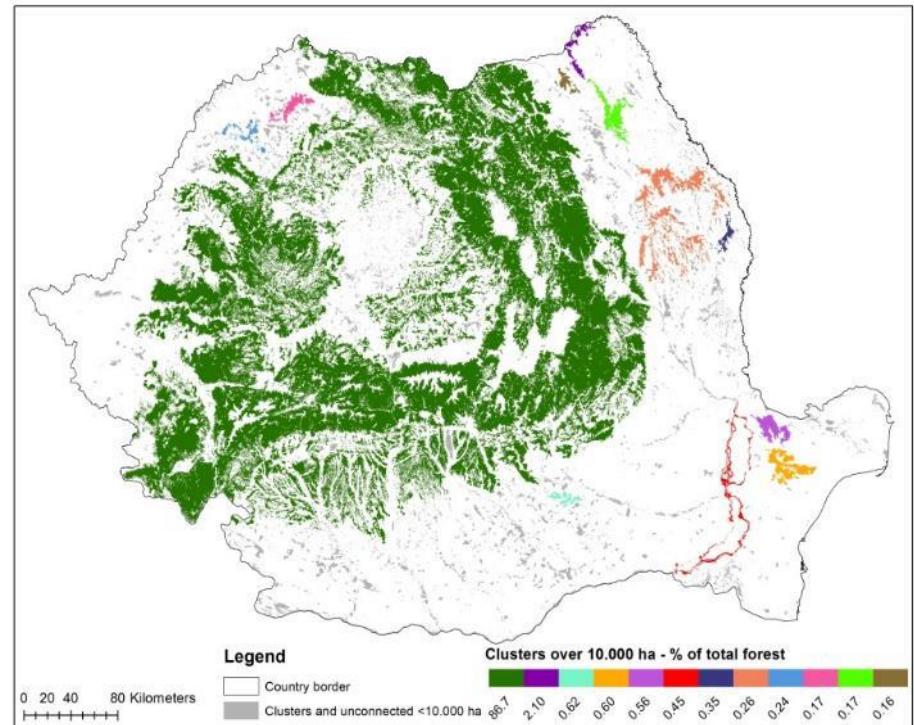 Legend
Country border
Clusters and unconnected <10.000 ha
0 20 40 80 Kilometers
Clusters over 10.000 ha - % of total forest
86.7 2.10 0.62 0.60 0.56 0.45 0.35 0.26 0.24 0.17 0.17 0.16